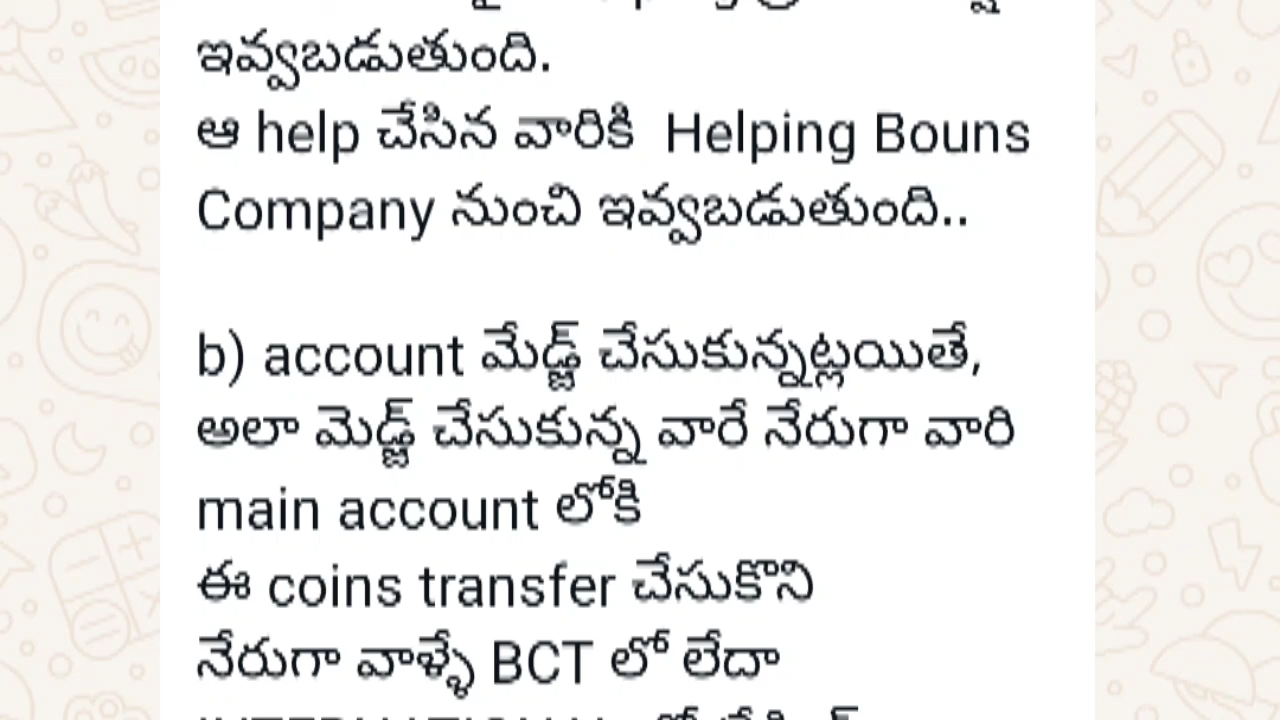 ఇవ్వబడుతుంది.
ఆ help చేసిన వారికి Helping Bouns
Company నుంచి ఇవ్వబడుతుంది..
b) account మేడ్జ్ చేసుకున్నట్లయితే,
అలా మెడ్జ్ చేసుకున్న వారే నేరుగా వారి
main account లోకి
ఈ coins transfer చేసుకొని
నేరుగా వాళ్ళే BCT లో లేదా